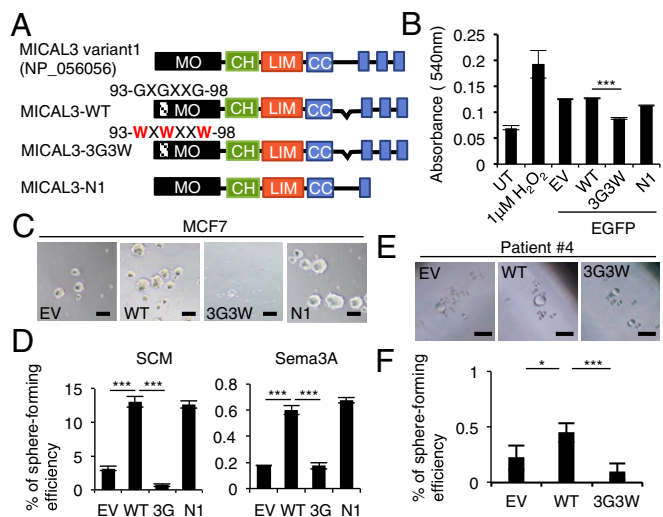 A
MICAL3 variant1
(NP_056056)
MO CH LIM CC
93-GXGXXG-98
MICAL3-WT MO CH LIM CC
93-WXWXXW-98
MICAL3-3G3W MO CH LIM CC
MICAL3-N1 MO CH LIM CC
B
Absorbance ( 540nm)
0.25
0.2
0.15
0.1
0.05
0
***
UT
1μM H2O2
EV
WT
3G3W
N1
EGFP
C
MCF7
EV WT 3G3W N1
D
SCM
% of sphere-forming
efficiency
15
10
5
0
*** ***
EV WT 3G N1
Sema3A
0.8
0.6
0.4
0.2
0
*** ***
EV WT 3G N1
E
Patient #4
EV WT 3G3W
F
% of sphere-forming
efficiency
1
0.5
0
* ***
EV WT 3G3W